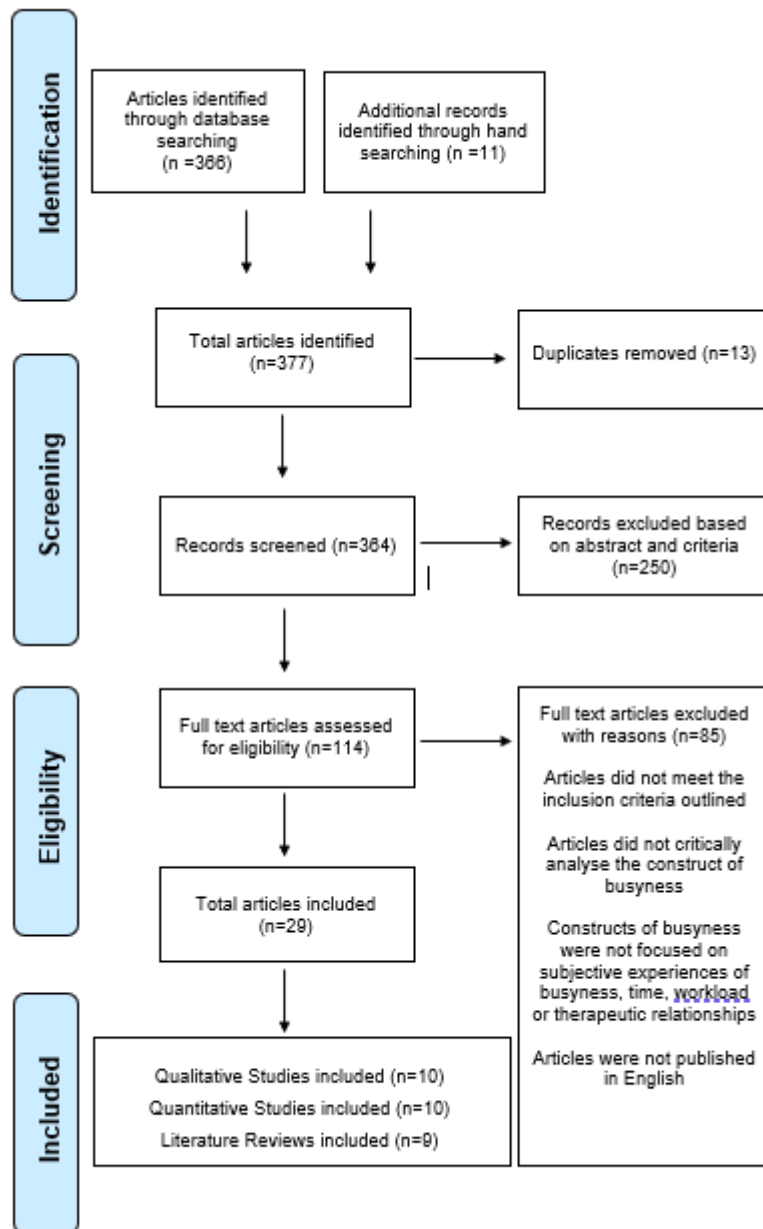 Identification
Articles identified
through database
searching
(n =366)
Additional records
identified through hand
searching (n =11)
Total articles identified
(n=377)
Duplicates removed (n=13)
Screening
Records screened (n=364)
Records excluded based
on abstract and criteria
(n=250)
Eligibility
Full text articles assessed
for eligibility (n=114)
Full text articles excluded
with reasons (n=85)
Articles did not meet the
inclusion criteria outlined
Articles did not critically
analyse the construct of
busyness
Constructs of busyness
were not focused on
subjective experiences of
busyness, time, workload
or therapeutic relationships
Articles were not published
in English
Total articles included
(n=29)
Included
Qualitative Studies included (n=10)
Quantitative Studies included (n=10)
Literature Reviews included (n=9)